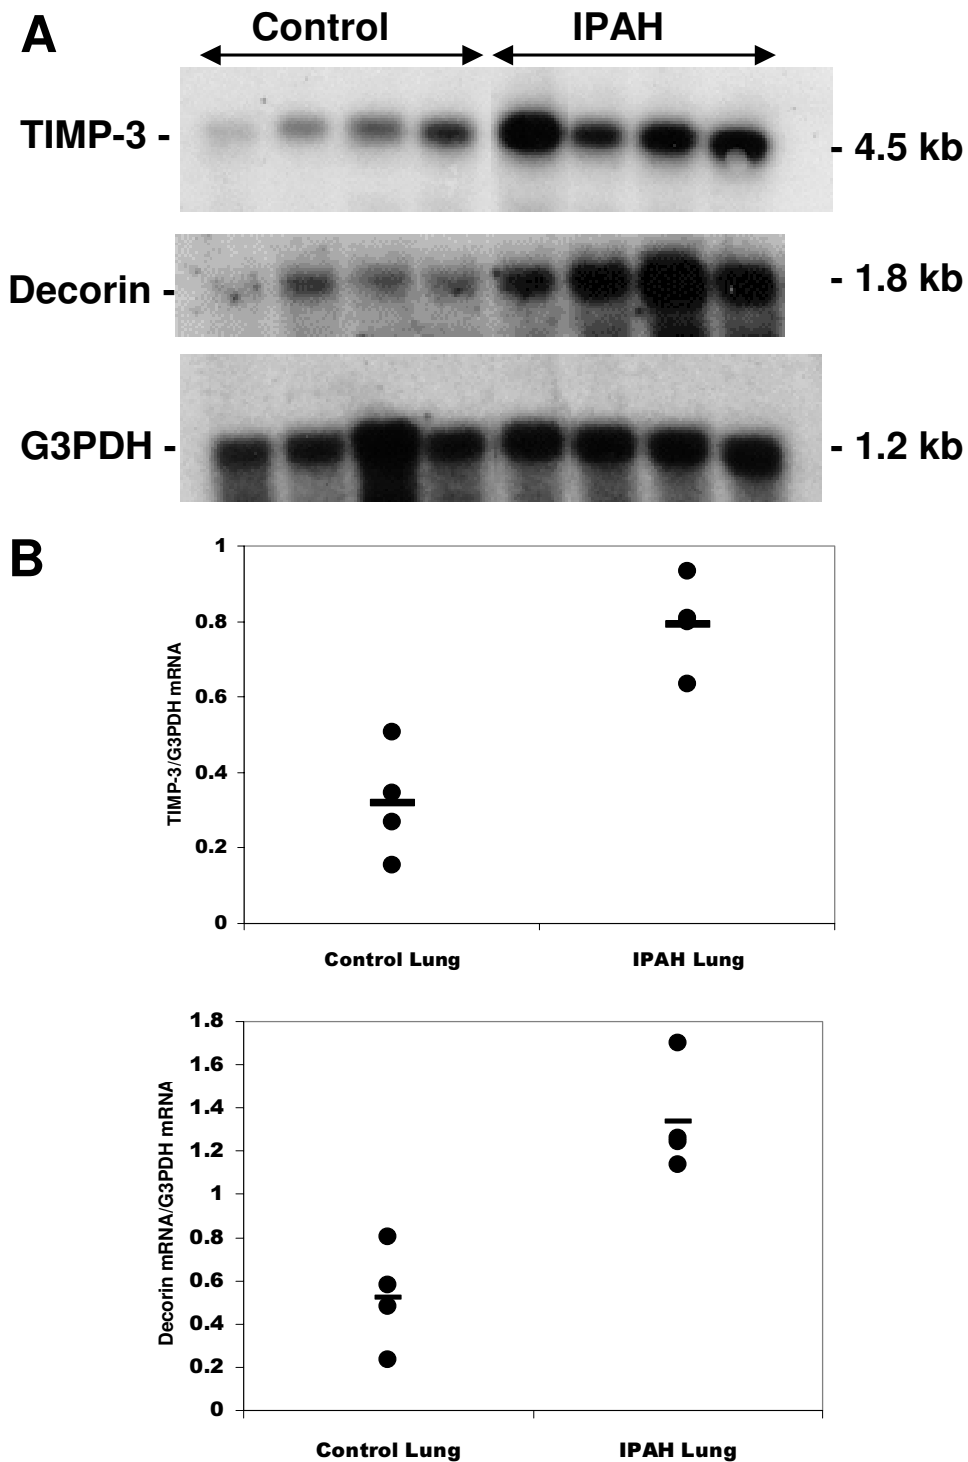 A
Control IPAH
TIMP-3 - - 4.5 kb
Decorin - - 1.8 kb
G3PDH - - 1.2 kb
B
1
0.8
0.6
0.4
0.2
0
TIMP-3/G3PDH mRNA
Control Lung IPAH Lung
1.8
1.6
1.4
1.2
1
0.8
0.6
0.4
0.2
0
Decorin mRNA/G3PDH mRNA
Control Lung IPAH Lung